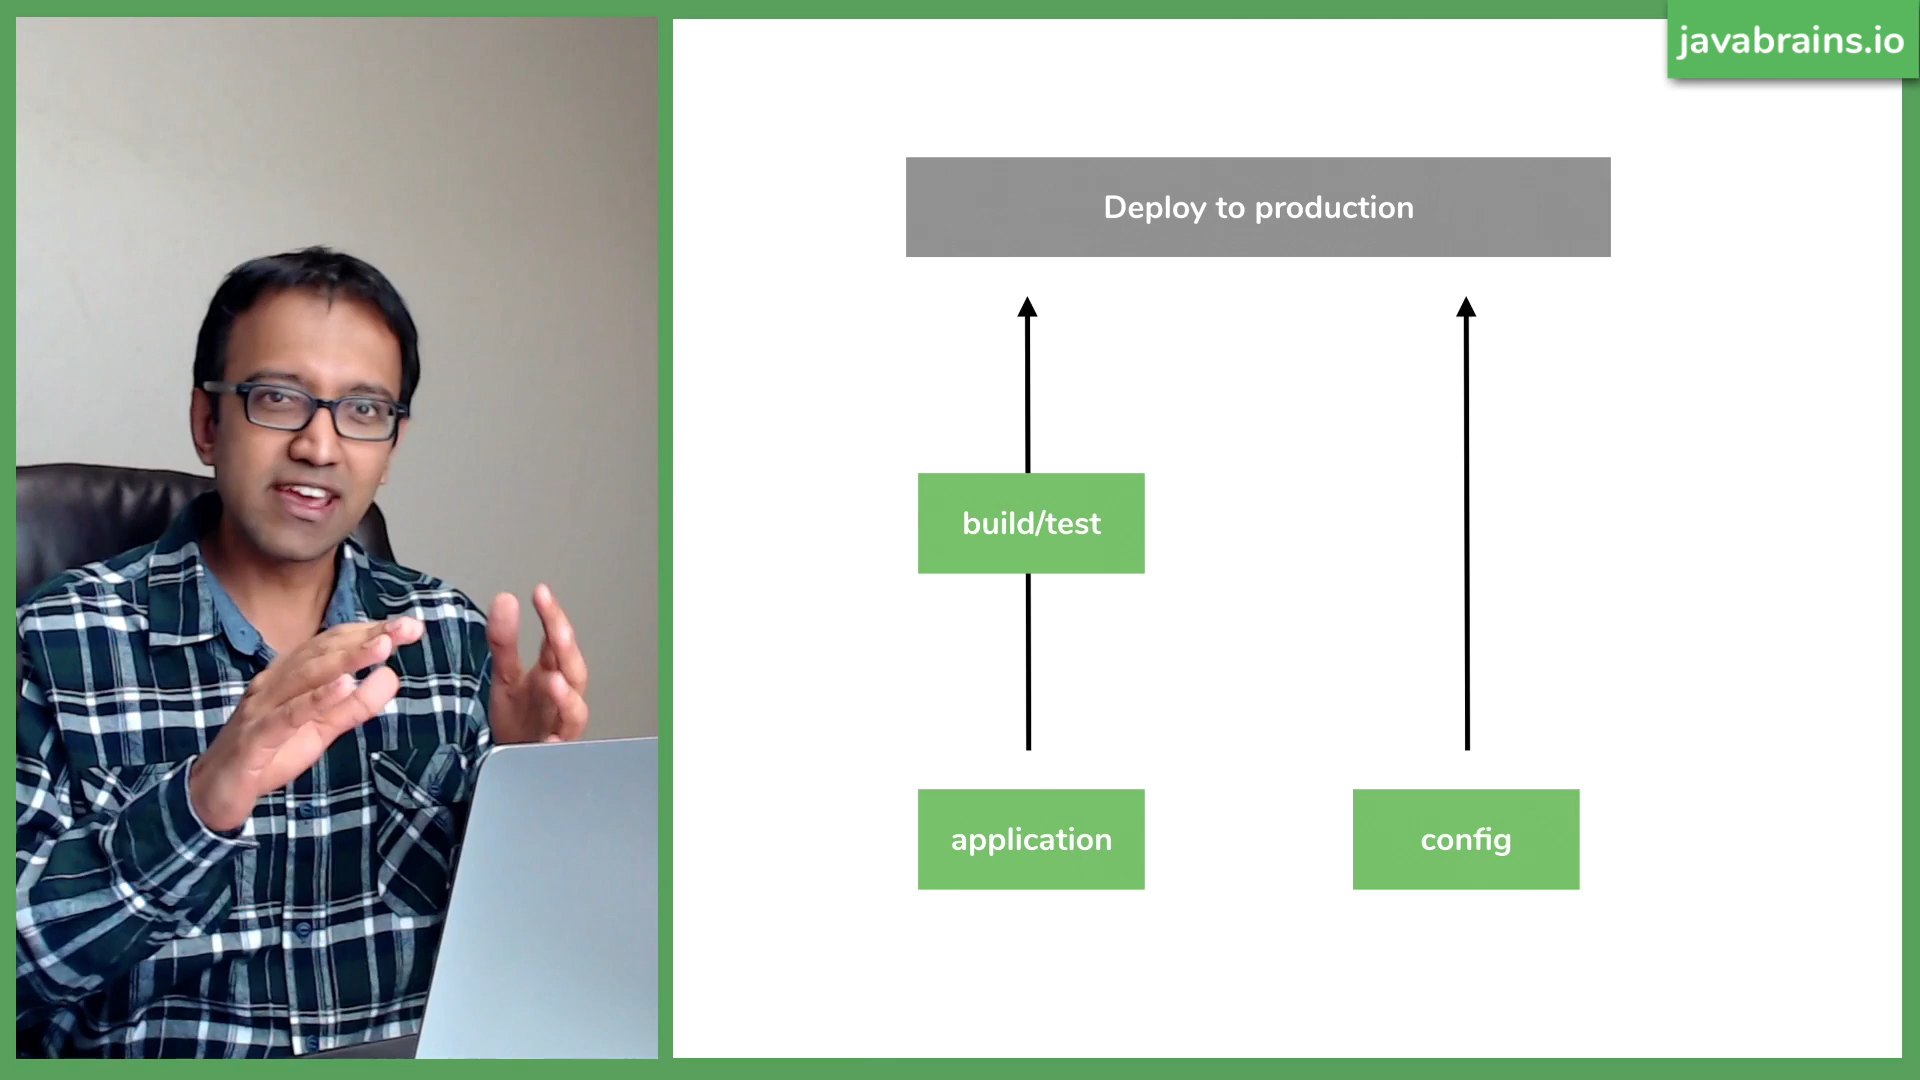 javabrains.io
Deploy to production
build/test
application
config